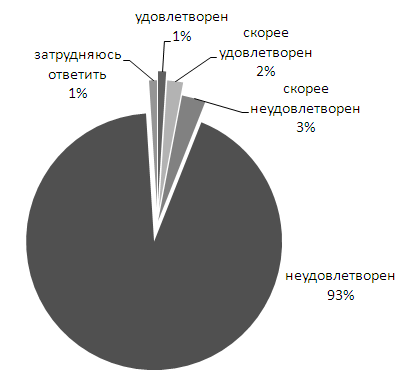 удовлетворен
1%
скорее
удовлетворен
2%
скорее
неудовлетворен
3%
неудовлетворен
93%
затрудняюсь
ответить
1%